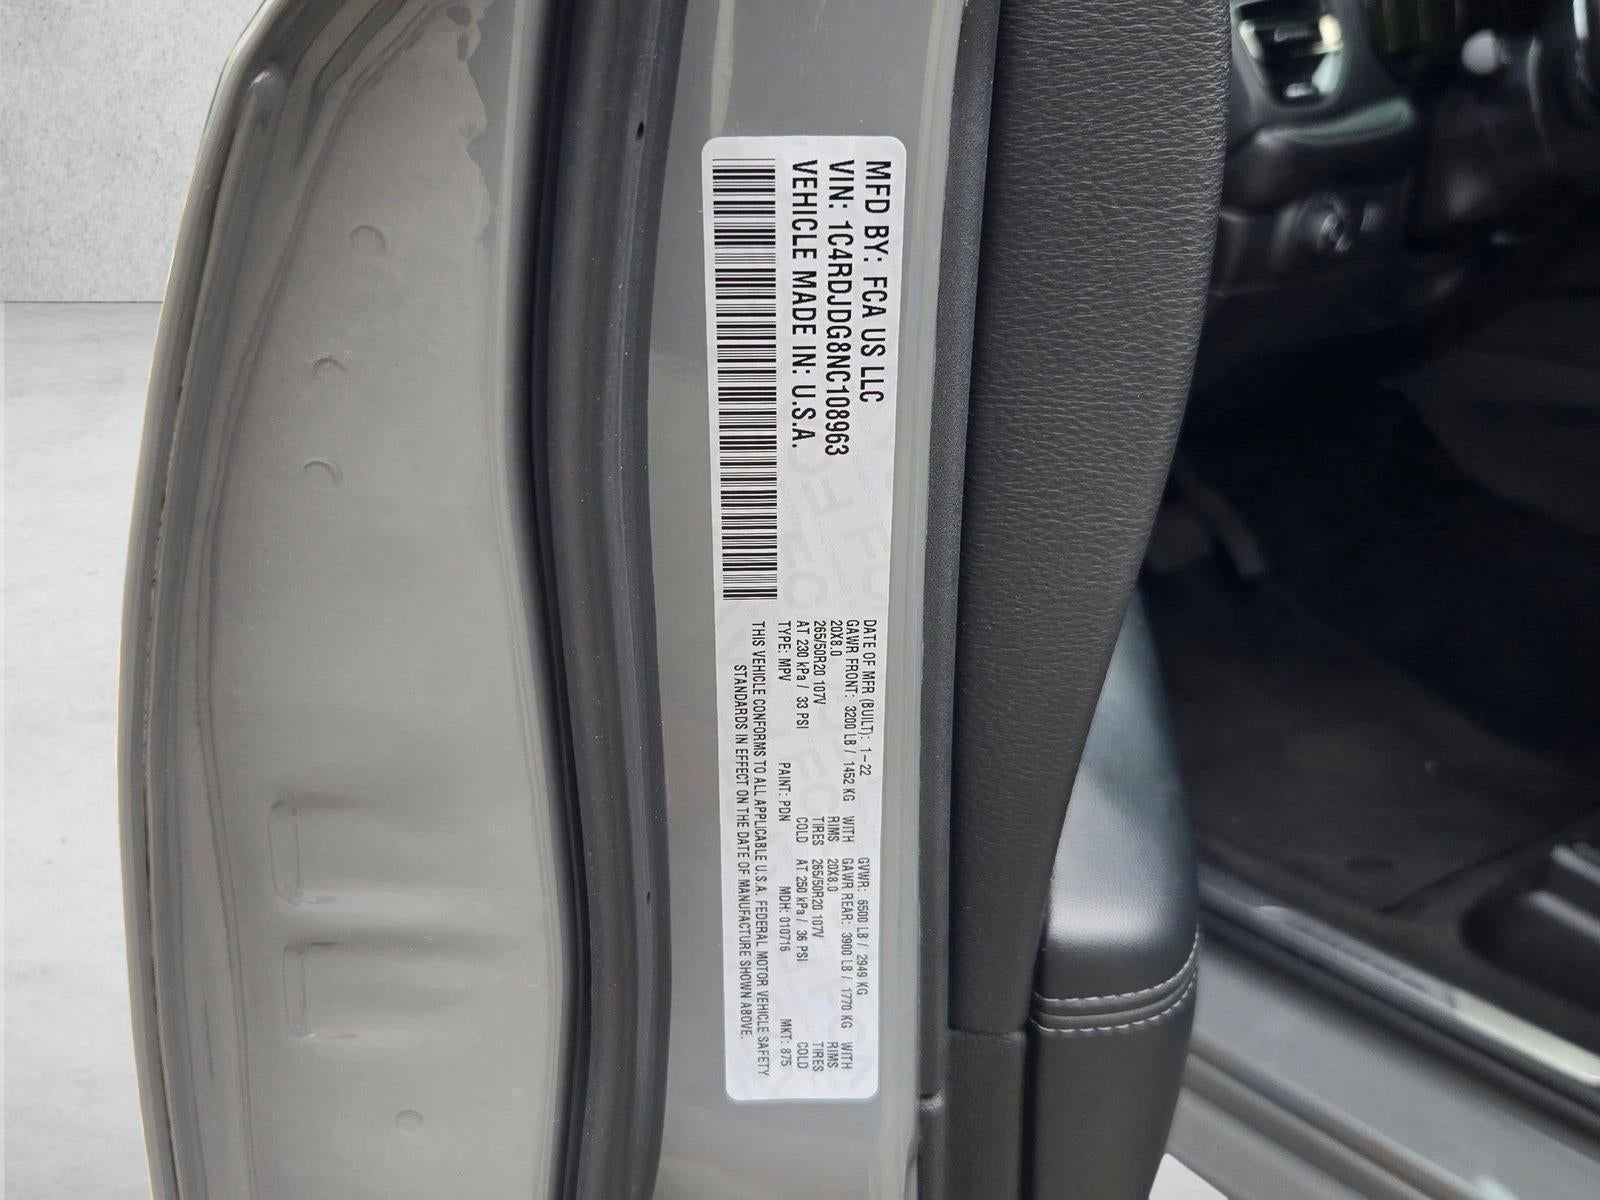 MFD BY: FCA US LLC
VIN: 1C4RDJDG8NC108963
VEHICLE MADE IN: U.S.A.
DATE OF MFR (BUILT): 1-22 GVWR: 6500 LB / 2949 KG
GAWR FRONT: 3200 LB / 1452 KG WITH GAWR REAR: 3900 LB / 1770 KG WITH
20X8.0 RIMS 20X8.0 RIMS
265/50R20 107V TIRES 265/50R20 107V TIRES
AT 230 kPa / 33 PSI COLD AT 250 kPa / 36 PSI COLD
TYPE: MPV PAINT: PDN MDH: 010716 MKT: 875
THIS VEHICLE CONFORMS TO ALL APPLICABLE U.S.A. FEDERAL MOTOR VEHICLE SAFETY
STANDARDS IN EFFECT ON THE DATE OF MANUFACTURE SHOWN ABOVE.